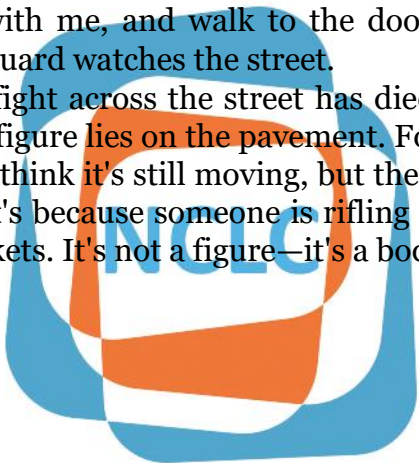 with me, and walk to the doo
uard watches the street.
fight across the street has died
figure lies on the pavement. Fo
think it's still moving, but the
t's because someone is rifling
kets. It's not a figure—it's a bod
NCLC